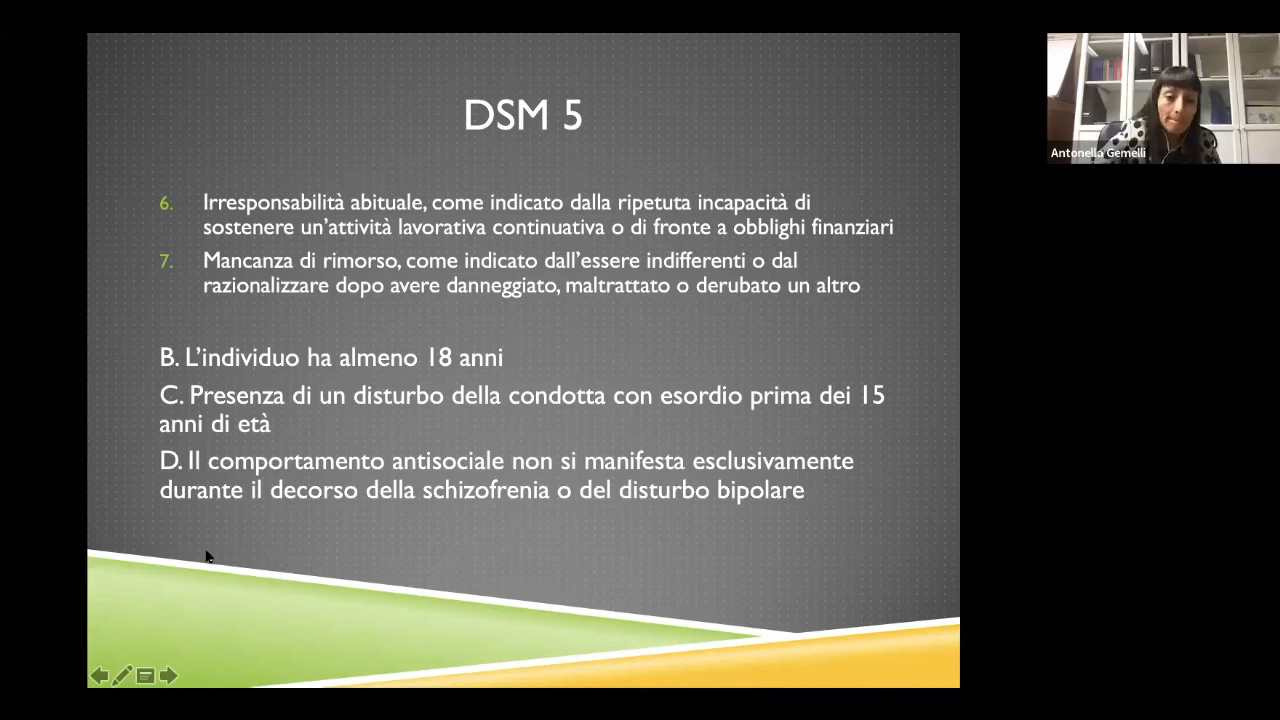 DSM 5
6. Irresponsabilità abituale, come indicato dalla ripetuta incapacità di
sostenere un’attività lavorativa continuativa o di fronte a obblighi finanziari
7. Mancanza di rimorso, come indicato dall’essere indifferenti o dal
razionalizzare dopo avere danneggiato, maltrattato o derubato un altro
B. L’individuo ha almeno 18 anni
C. Presenza di un disturbo della condotta con esordio prima dei 15
anni di età
D. Il comportamento antisociale non si manifesta esclusivamente
durante il decorso della schizofrenia o del disturbo bipolare
Antonella Gemelli